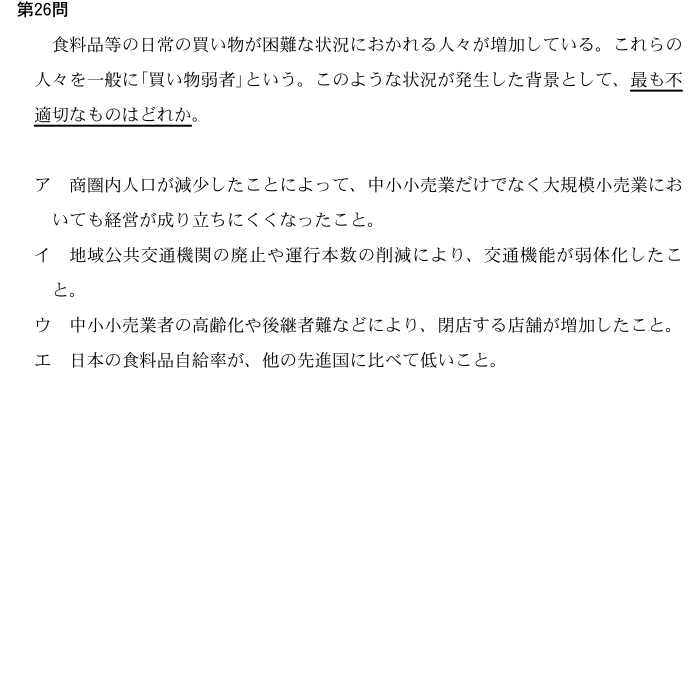 第26問
食料品等の日常の買い物が困難な状況におかれる人々が増加している。これらの
人々を一般に「買い物弱者」という。このような状況が発生した背景として、最も不
適切なものはどれか。
ア　商圏内人口が減少したことによって、中小小売業だけでなく大規模小売業にお
いても経営が成り立ちにくくなったこと。
イ　地域公共交通機関の廃止や運行本数の削減により、交通機能が弱体化したこ
と。
ウ　中小小売業者の高齢化や後継者難などにより、閉店する店舗が増加したこと。
エ　日本の食料品自給率が、他の先進国に比べて低いこと。